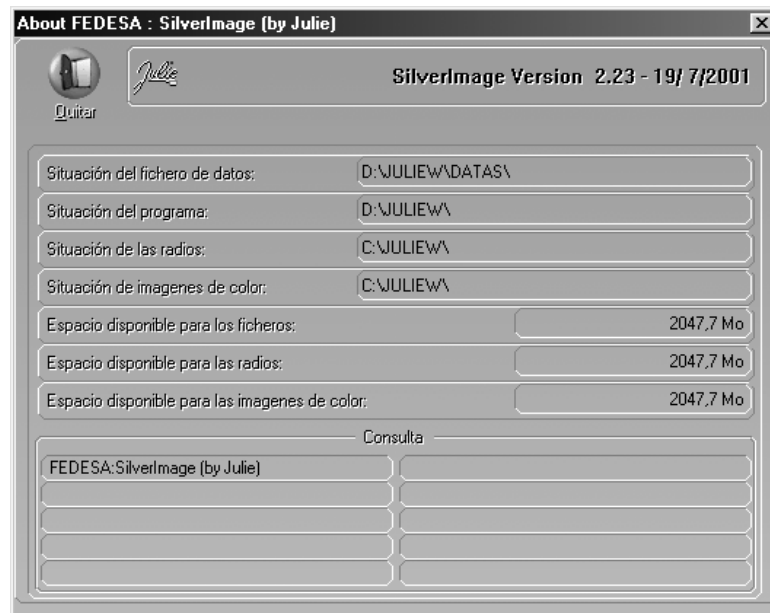 About FEDESA : SilverImage (by Julie)
Julie
SilverImage Version 2.23 - 19/ 7/2001
Quitar
Situación del fichero de datos: D:\JULIEW\DATAS\
Situación del programa: D:\JULIEW\
Situación de las radios: C:\JULIEW\
Situación de imagenes de color: C:\JULIEW\
Espacio disponible para los ficheros: 2047,7 Mo
Espacio disponible para las radios: 2047,7 Mo
Espacio disponible para las imagenes de color: 2047,7 Mo
Consulta
FEDESA:SilverImage (by Julie)